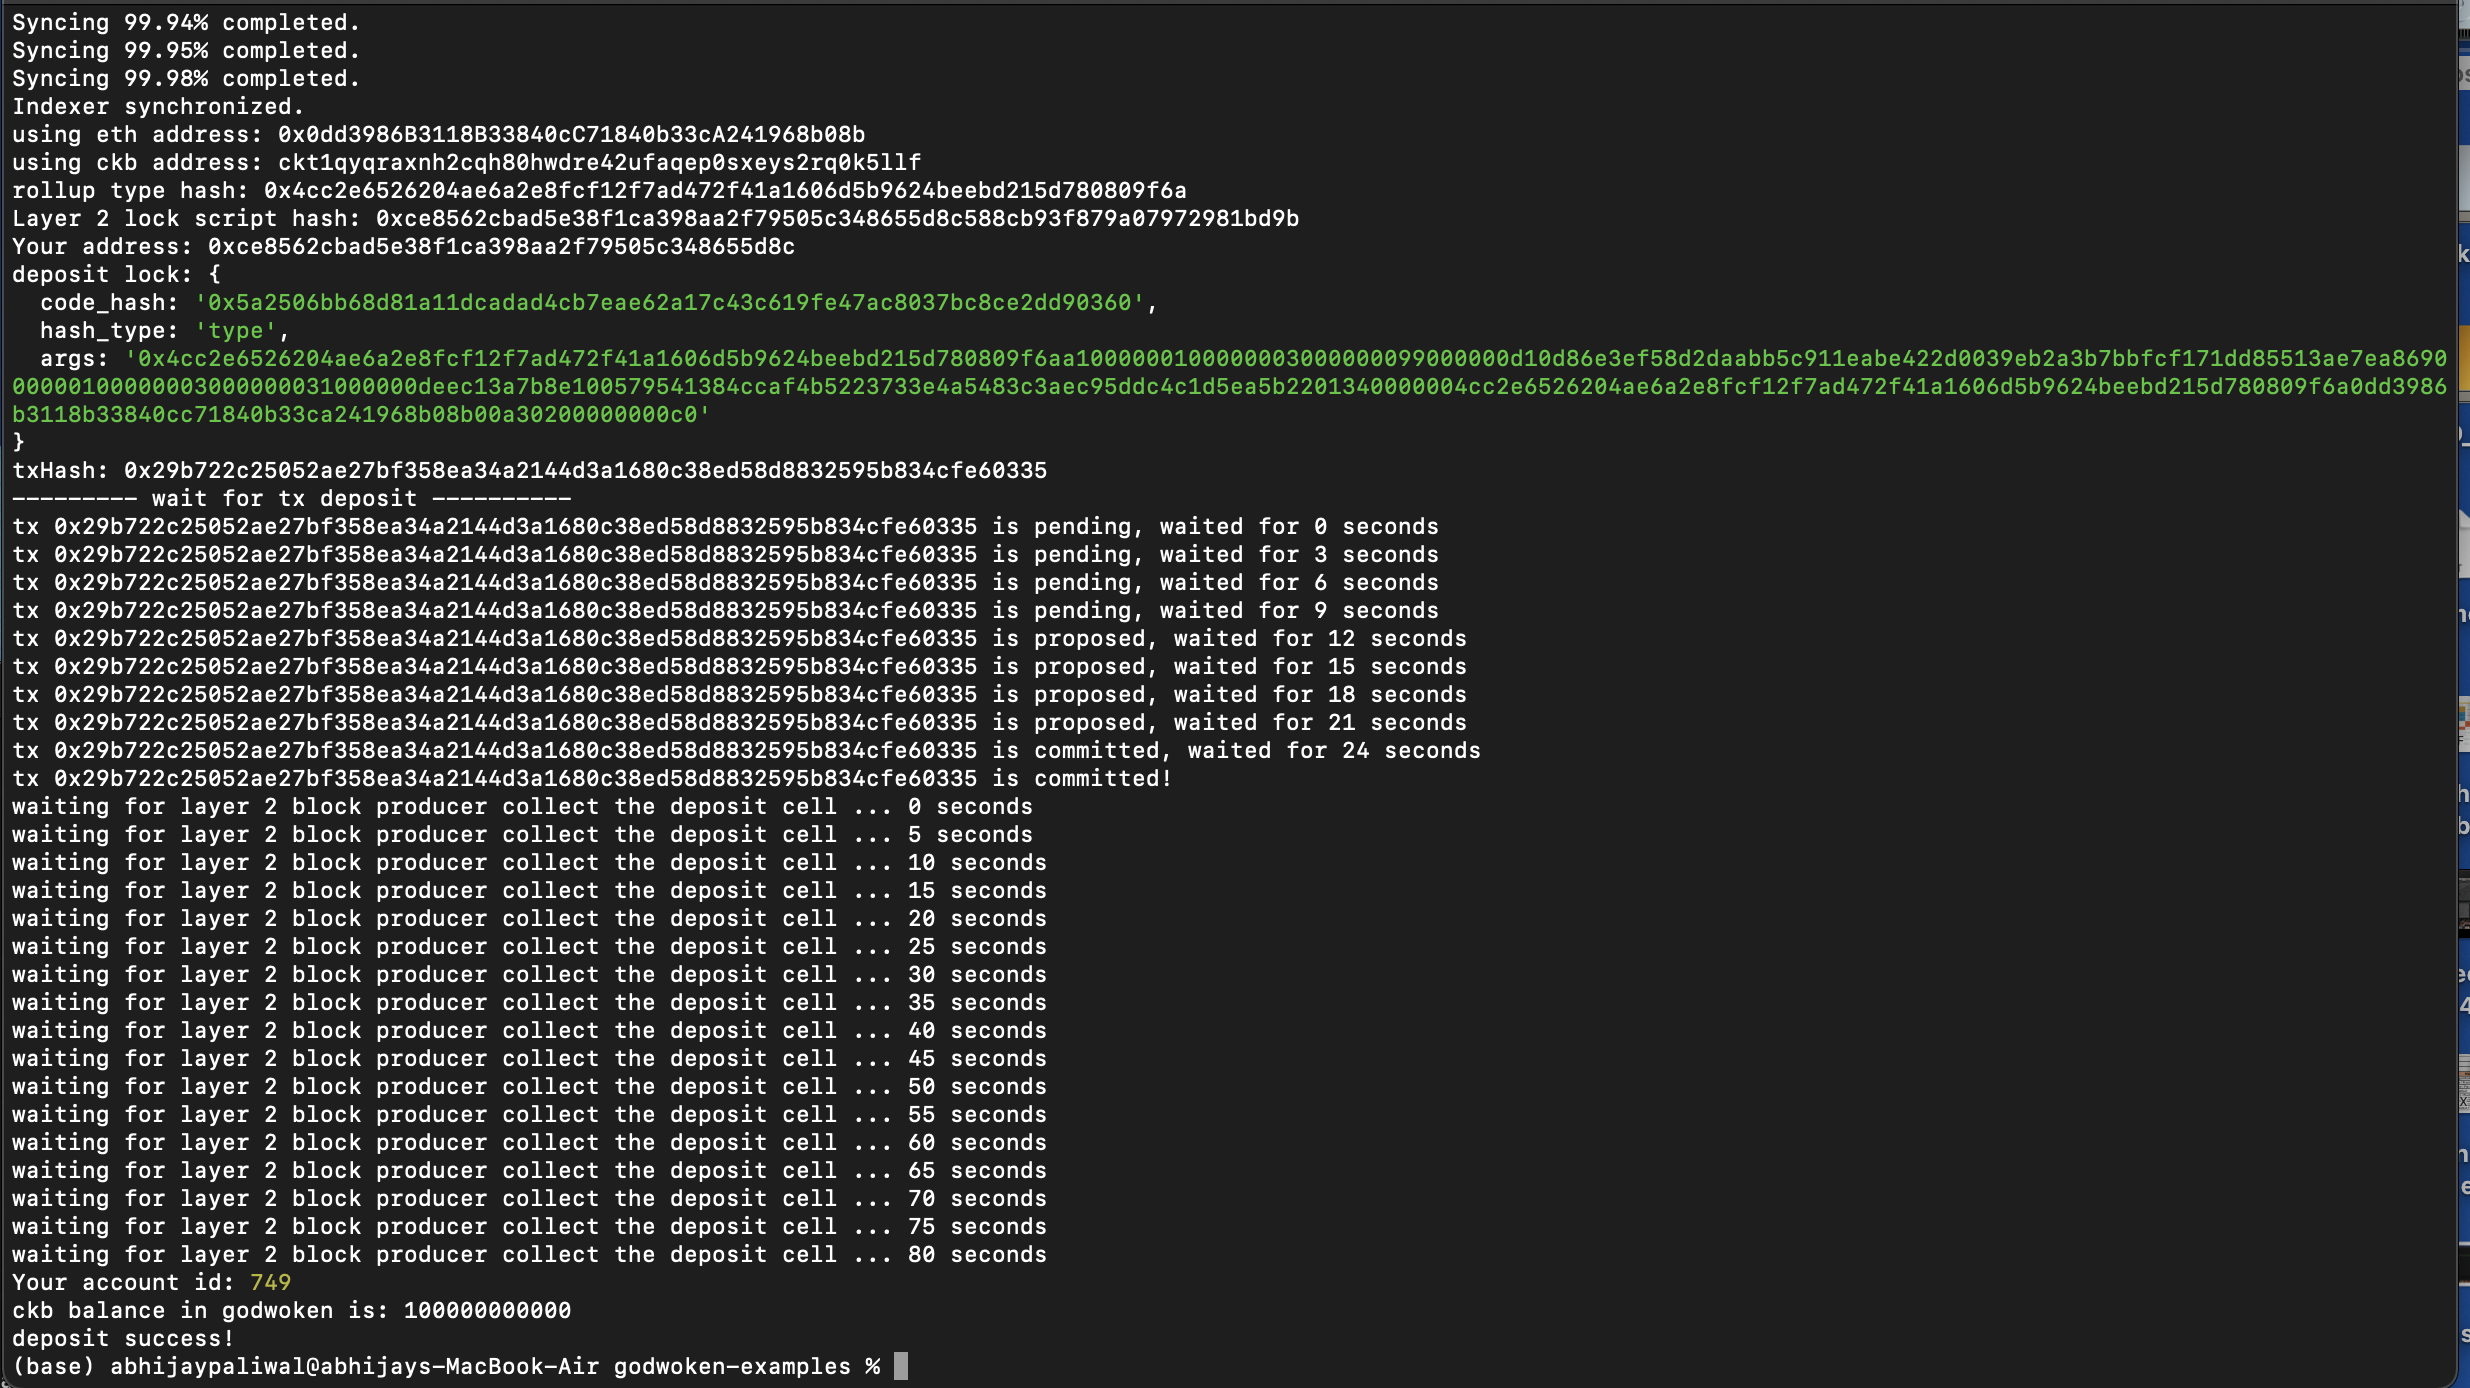 Syncing 99.94% completed.
Syncing 99.95% completed.
Syncing 99.98% completed.
Indexer synchronized.
using eth address: 0x0dd3986B3118B33840cC71840b33cA241968b08b
using ckb address: ckt1qyqraxnh2cqh80hwdre42ufaqep0sxeys2rq0k5llf
rollup type hash: 0x4cc2e6526204ae6a2e8fcf12f7ad472f41a1606d5b9624beebd215d780809f6a
Layer 2 lock script hash: 0xce8562cbad5e38f1ca398aa2f79505c348655d8c588cb93f879a07972981bd9b
Your address: 0xce8562cbad5e38f1ca398aa2f79505c348655d8c
deposit lock: {
  code_hash: '0x5a2506bb68d81a11dcadad4cb7eae62a17c43c619fe47ac8037bc8ce2dd90360',
  hash_type: 'type',
  args: '0x4cc2e6526204ae6a2e8fcf12f7ad472f41a1606d5b9624beebd215d780809f6aa10000001000000030000000099000000d10d86e3ef58d2daabb5c911eabe422d0039eb2a3b7bbfcf171dd85513ae7ea8690
000001000000030000000031000000deec13a7b8e100579541384ccaf4b5223733e4a5483c3aec95ddc4c1d5ea5b2201340000004cc2e6526204ae6a2e8fcf12f7ad472f41a1606d5b9624beebd215d780809f6a0dd3986
b3118b33840cc71840b33ca241968b08b00a30200000000c0'
}
txHash: 0x29b722c25052ae27bf358ea34a2144d3a1680c38ed58d8832595b834cfe60335
--------- wait for tx deposit ----------
tx 0x29b722c25052ae27bf358ea34a2144d3a1680c38ed58d8832595b834cfe60335 is pending, waited for 0 seconds
tx 0x29b722c25052ae27bf358ea34a2144d3a1680c38ed58d8832595b834cfe60335 is pending, waited for 3 seconds
tx 0x29b722c25052ae27bf358ea34a2144d3a1680c38ed58d8832595b834cfe60335 is pending, waited for 6 seconds
tx 0x29b722c25052ae27bf358ea34a2144d3a1680c38ed58d8832595b834cfe60335 is pending, waited for 9 seconds
tx 0x29b722c25052ae27bf358ea34a2144d3a1680c38ed58d8832595b834cfe60335 is proposed, waited for 12 seconds
tx 0x29b722c25052ae27bf358ea34a2144d3a1680c38ed58d8832595b834cfe60335 is proposed, waited for 15 seconds
tx 0x29b722c25052ae27bf358ea34a2144d3a1680c38ed58d8832595b834cfe60335 is proposed, waited for 18 seconds
tx 0x29b722c25052ae27bf358ea34a2144d3a1680c38ed58d8832595b834cfe60335 is proposed, waited for 21 seconds
tx 0x29b722c25052ae27bf358ea34a2144d3a1680c38ed58d8832595b834cfe60335 is committed, waited for 24 seconds
tx 0x29b722c25052ae27bf358ea34a2144d3a1680c38ed58d8832595b834cfe60335 is committed!
waiting for layer 2 block producer collect the deposit cell ... 0 seconds
waiting for layer 2 block producer collect the deposit cell ... 5 seconds
waiting for layer 2 block producer collect the deposit cell ... 10 seconds
waiting for layer 2 block producer collect the deposit cell ... 15 seconds
waiting for layer 2 block producer collect the deposit cell ... 20 seconds
waiting for layer 2 block producer collect the deposit cell ... 25 seconds
waiting for layer 2 block producer collect the deposit cell ... 30 seconds
waiting for layer 2 block producer collect the deposit cell ... 35 seconds
waiting for layer 2 block producer collect the deposit cell ... 40 seconds
waiting for layer 2 block producer collect the deposit cell ... 45 seconds
waiting for layer 2 block producer collect the deposit cell ... 50 seconds
waiting for layer 2 block producer collect the deposit cell ... 55 seconds
waiting for layer 2 block producer collect the deposit cell ... 60 seconds
waiting for layer 2 block producer collect the deposit cell ... 65 seconds
waiting for layer 2 block producer collect the deposit cell ... 70 seconds
waiting for layer 2 block producer collect the deposit cell ... 75 seconds
waiting for layer 2 block producer collect the deposit cell ... 80 seconds
Your account id: 749
ckb balance in godwoken is: 100000000000
deposit success!
(base) abhijaypaliwal@abhijays-MacBook-Air godwoken-examples %